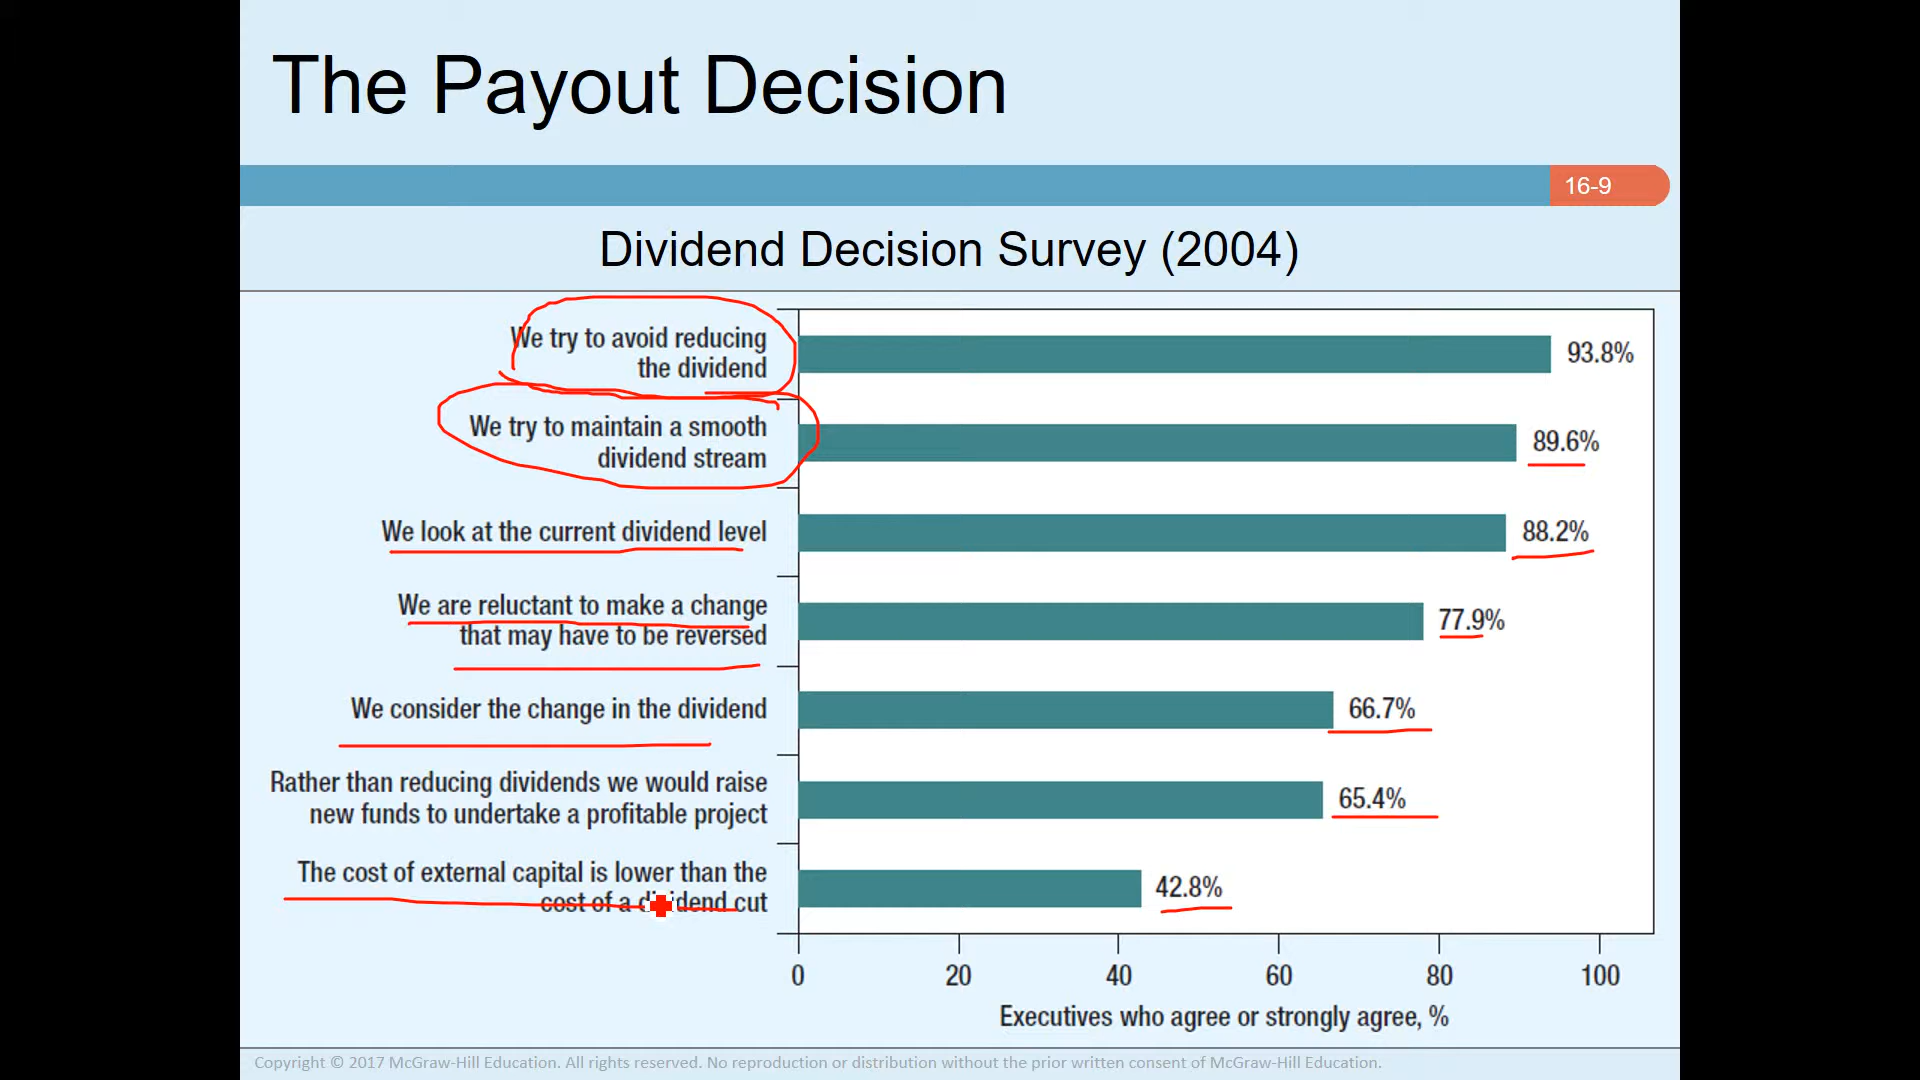 The Payout Decision
16-9
Dividend Decision Survey (2004)
We try to avoid reducing
the dividend
93.8%
We try to maintain a smooth
dividend stream
89.6%
We look at the current dividend level
88.2%
We are reluctant to make a change
that may have to be reversed
77.9%
We consider the change in the dividend
66.7%
Rather than reducing dividends we would raise
new funds to undertake a profitable project
65.4%
The cost of external capital is lower than the
cost of a dividend cut
42.8%
0 20 40 60 80 100
Executives who agree or strongly agree, %
Copyright © 2017 McGraw-Hill Education. All rights reserved. No reproduction or distribution without the prior written consent of McGraw-Hill Education.